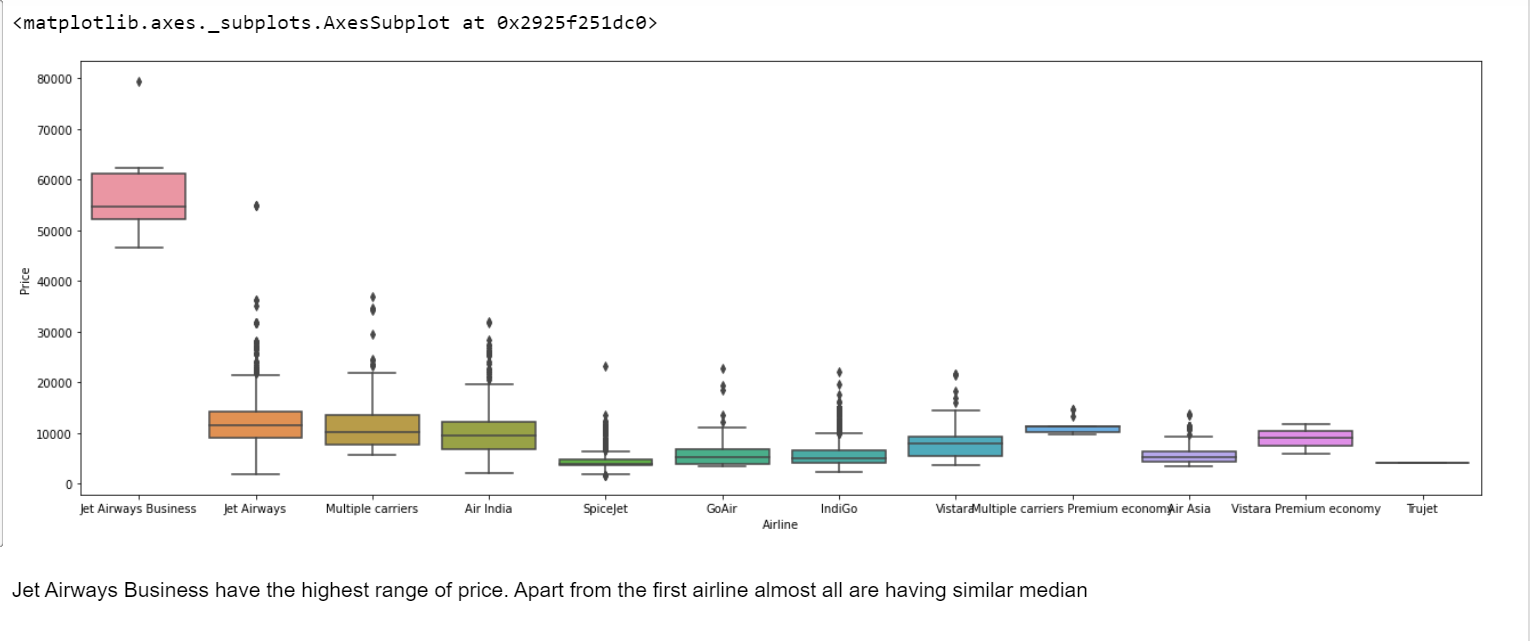 <matplotlib.axes._subplots.AxesSubplot at 0x2925f251dc0>
80000
70000
60000
50000
40000
30000
20000
10000
0
Price
Jet Airways Business Jet Airways Multiple carriers Air India SpiceJet GoAir IndiGo Vistara Multiple carriers Premium economy Air Asia Vistara Premium economy Trujet
Airline
Jet Airways Business have the highest range of price. Apart from the first airline almost all are having similar median